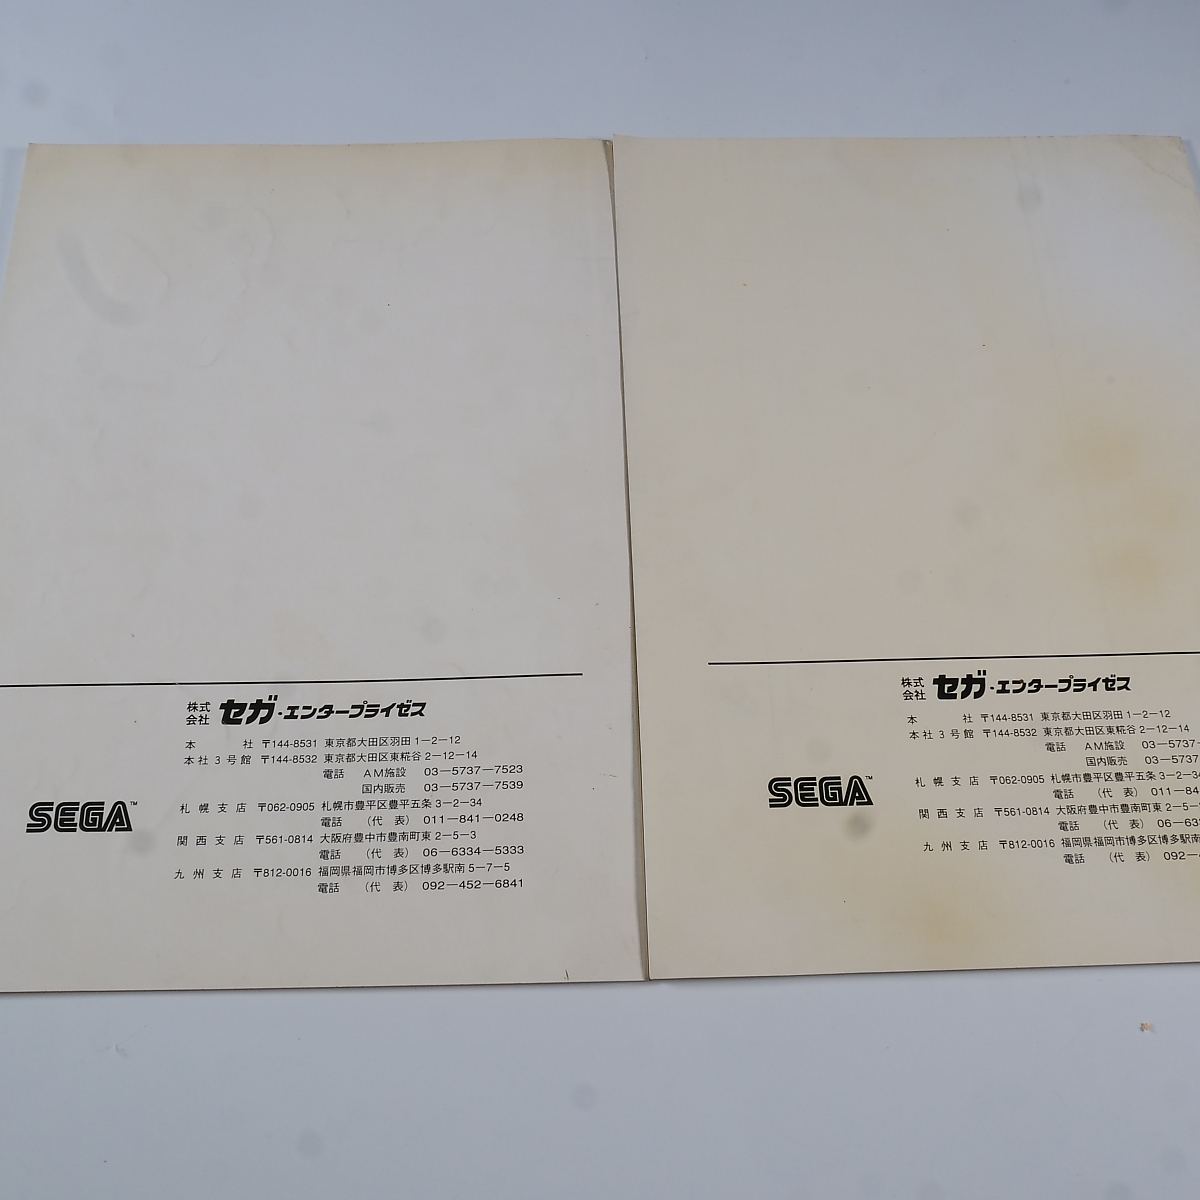 株式会社 セガ・エンタープライゼス
本社 〒144-8531 東京都大田区羽田1-2-12
本社3号館 〒144-8532 東京都大田区東糀谷2-12-14
電話 AM施設 03-5737-7523
国内販売 03-5737-7539
札幌支店 〒062-0905 札幌市豊平区豊平五条3-2-34
電話 (代表) 011-841-0248
関西支店 〒561-0814 大阪府豊中市豊南町東2-5-3
電話 (代表) 06-6334-5333
九州支店 〒812-0016 福岡県福岡市博多区博多駅南5-7-5
電話 (代表) 092-452-6841
SEGA™
株式会社 セガ・エンタープライゼス
本社 〒144-8531 東京都大田区羽田1-2-12
本社3号館 〒144-8532 東京都大田区東糀谷2-12-14
電話 AM施設 03-5737-
国内販売 03-573
札幌支店 〒062-0905 札幌市豊平区豊平五条3-2-34
電話 (代表) 011-84
関西支店 〒561-0814 大阪府豊中市豊南町東2-5-
電話 (代表) 06-63
九州支店 〒812-0016 福岡県福岡市博多区博多駅南
電話 (代表) 092-
SEGA™